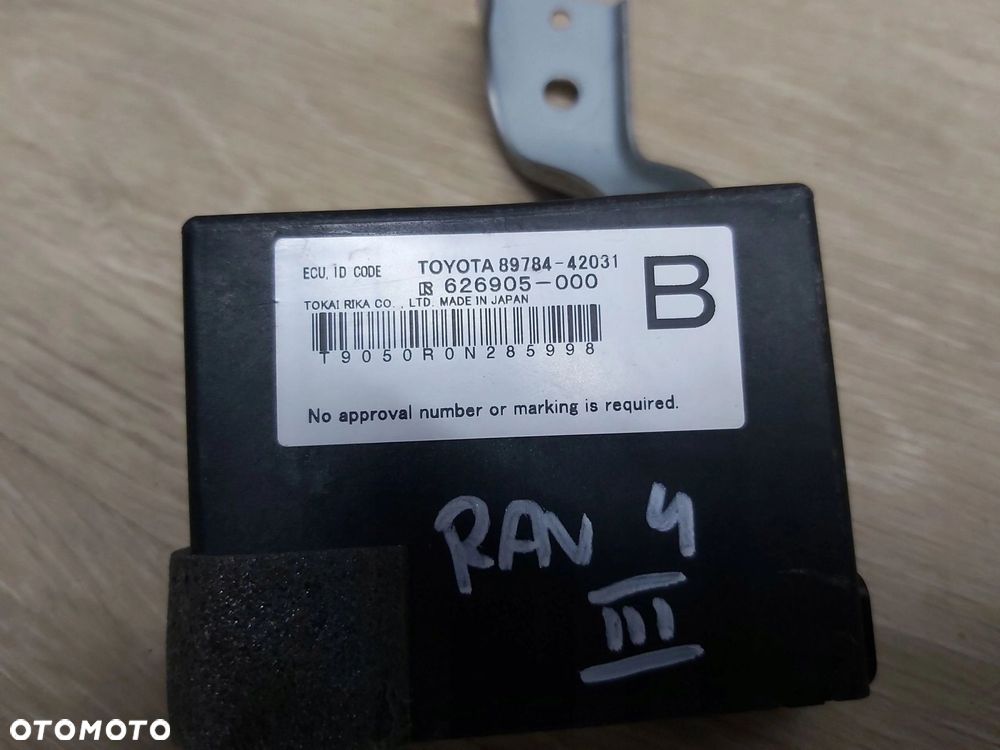 ECU, ID CODE TOYOTA 89784-42031
626905-000
TOKAI RIKA CO., LTD. MADE IN JAPAN
B
T9050R0N285998
No approval number or marking is required.
RAV 4
III
OTOMOTO